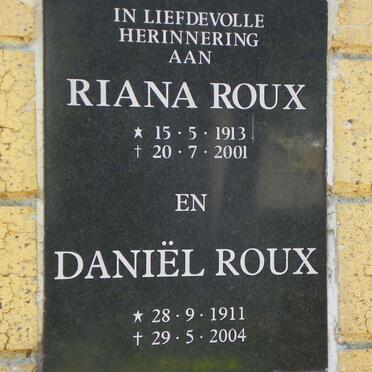 IN LIEFDEVOLLE
HERINNERING
AAN
RIANA ROUX
★ 15 · 5 · 1913
† 20 · 7 · 2001
EN
DANIËL ROUX
★ 28 · 9 · 1911
† 29 · 5 · 2004